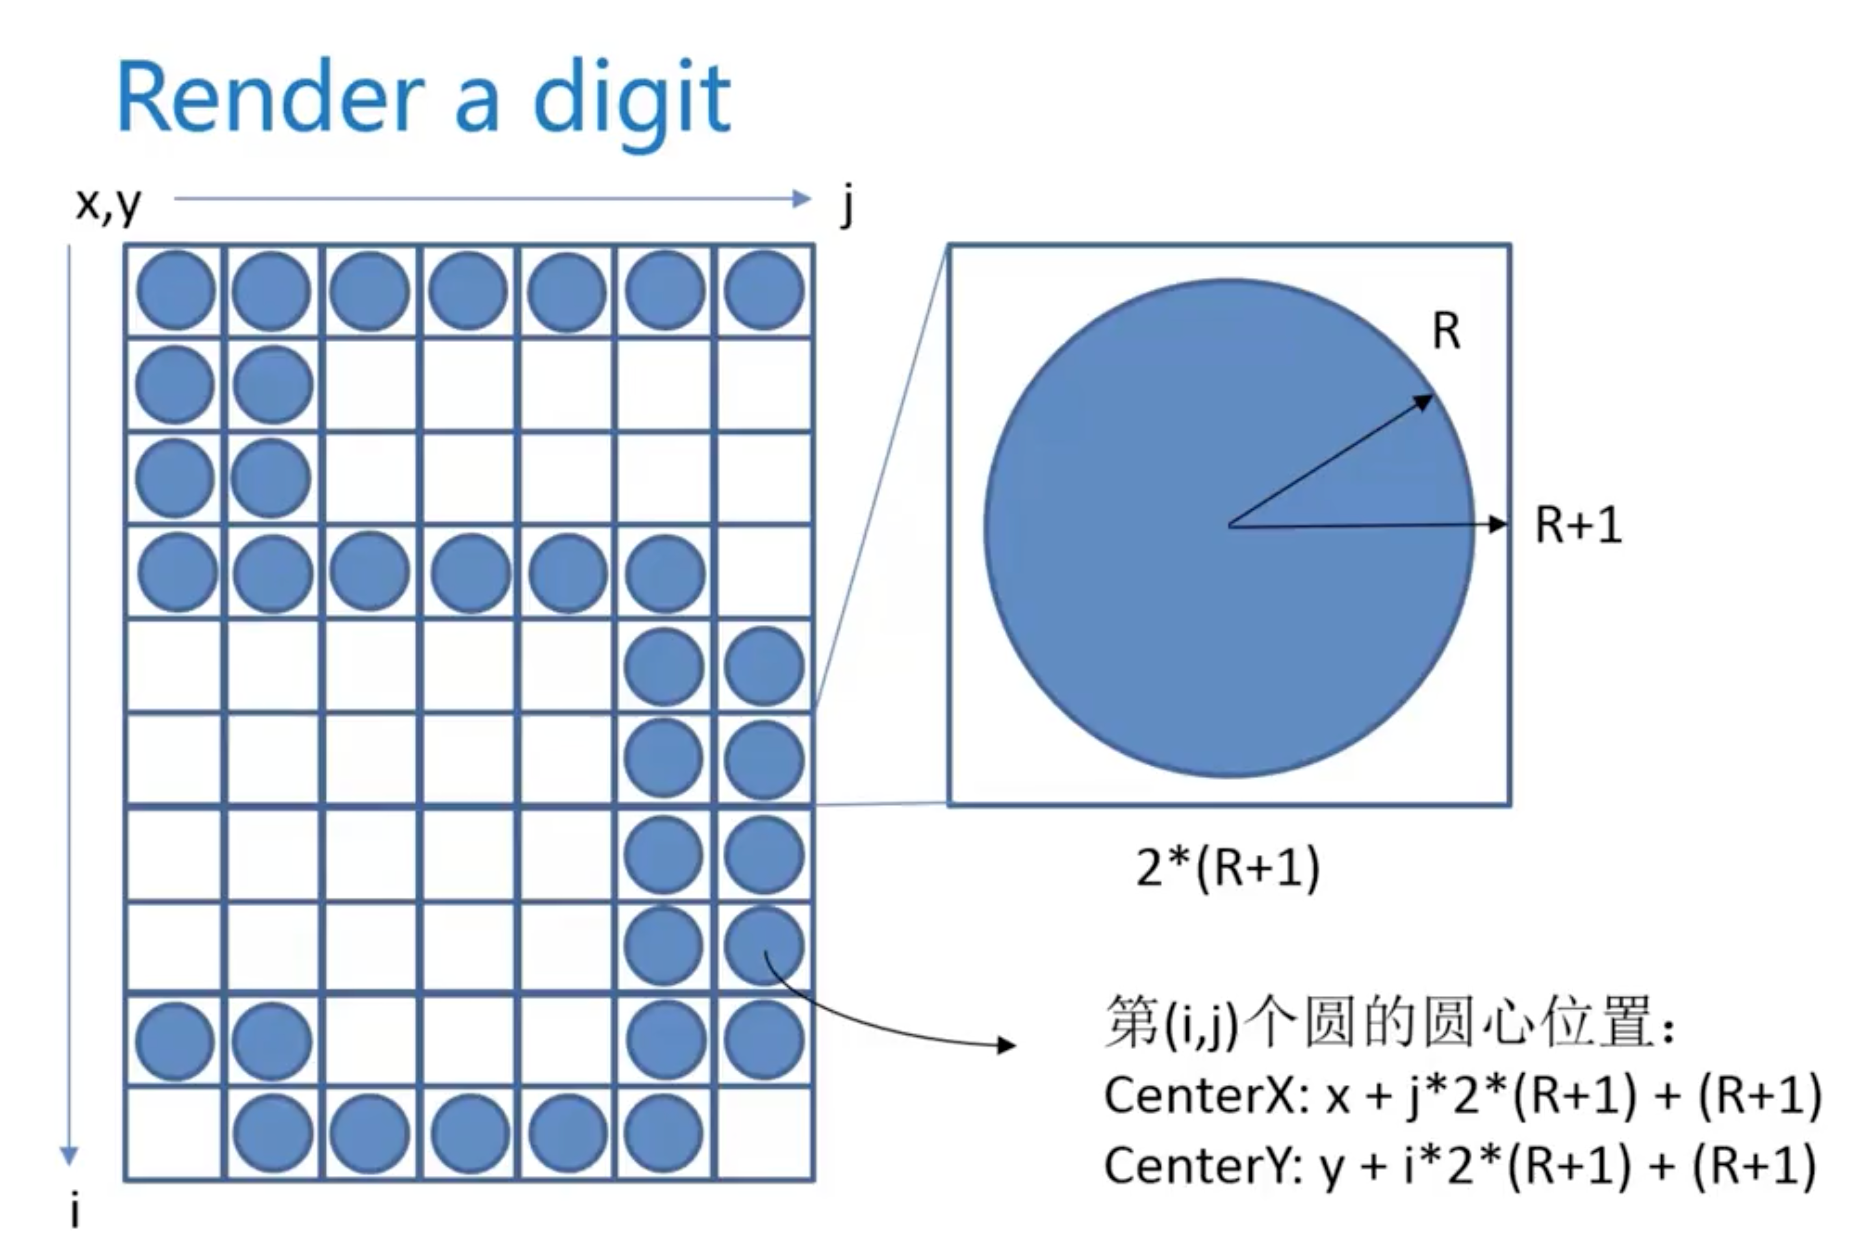 Render a digit
x,y
j
R
R+1
2*(R+1)
第(i,j)个圆的圆心位置：
CenterX: x + j*2*(R+1) + (R+1)
CenterY: y + i*2*(R+1) + (R+1)
i